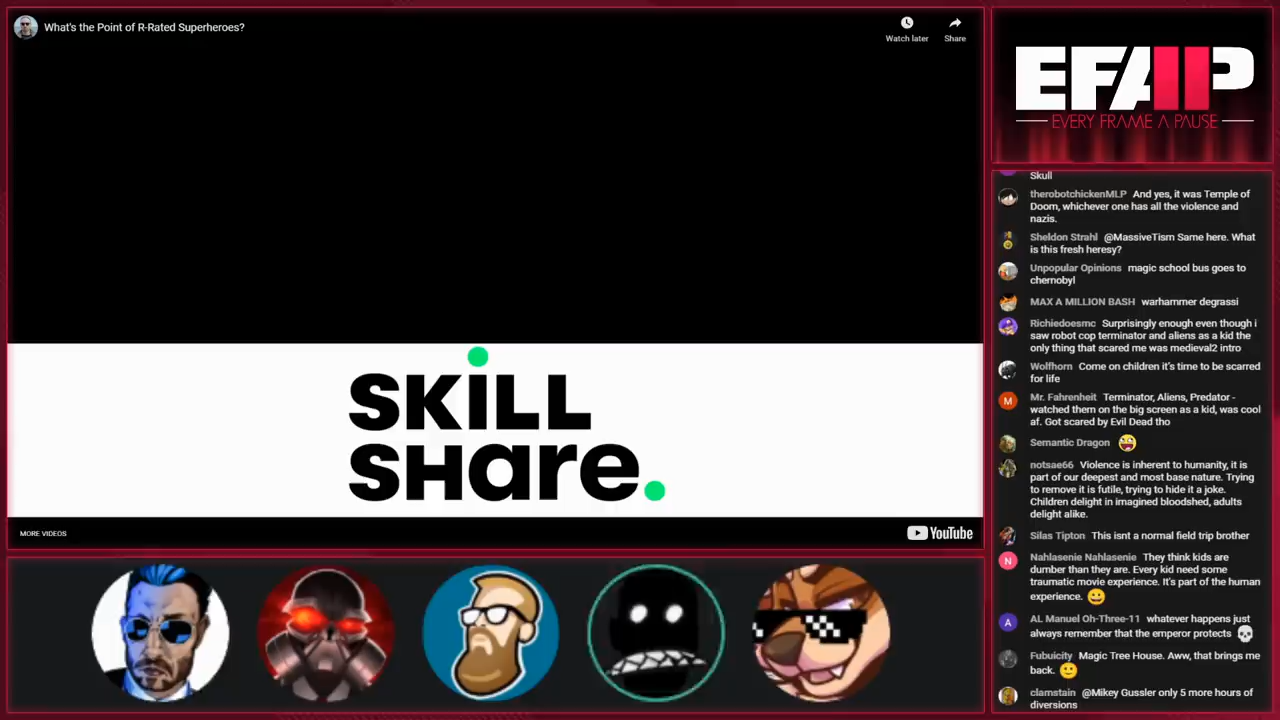 What's the Point of R-Rated Superheroes?
Watch later
Share
SKiLL
SHare.
MORE VIDEOS
YouTube
EFAP
EVERY FRAME A PAUSE
Skull
therobotchickenMLP And yes, it was Temple of
Doom, whichever one has all the violence and
nazis.
Sheldon Strahl @MassiveTism Same here. What
is this fresh heresy?
Unpopular Opinions magic school bus goes to
chernobyl
MAX A MILLION BASH warhammer degrassi
Richiedoesmc Surprisingly enough even though i
saw robot cop terminator and aliens as a kid the
only thing that scared me was medieval2 intro
Wolfhorn Come on children it's time to be scarred
for life
M
Mr. Fahrenheit Terminator, Aliens, Predator -
watched them on the big screen as a kid, was cool
af. Got scared by Evil Dead tho
Semantic Dragon
notsae66 Violence is inherent to humanity, it is
part of our deepest and most base nature. Trying
to remove it is futile, trying to hide it a joke.
Children delight in imagined bloodshed, adults
delight alike.
Silas Tipton This isnt a normal field trip brother
N
Nahlasenie Nahlasenie They think kids are
dumber than they are. Every kid need some
traumatic movie experience. It's part of the human
experience.
A
AL Manuel Oh-Three-11 whatever happens just
always remember that the emperor protects
Fubuicity Magic Tree House. Aww, that brings me
back.
clamstain @Mikey Gussler only 5 more hours of
diversions